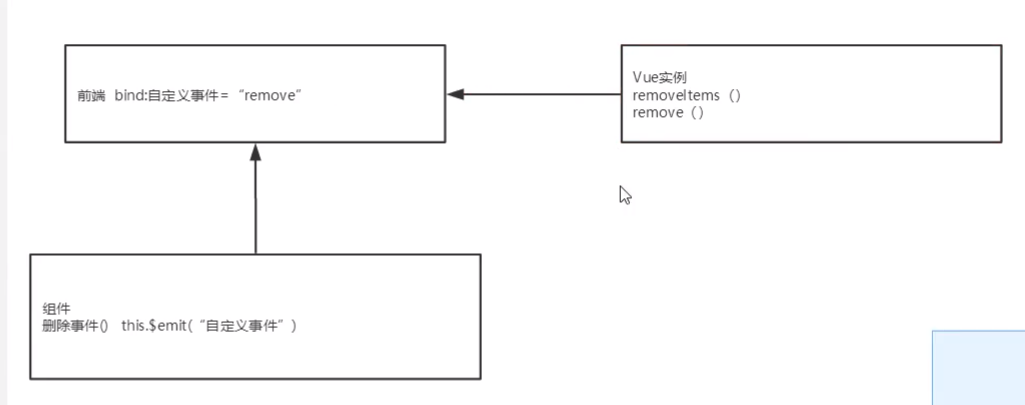 前端 bind:自定义事件=“remove”
Vue实例
removeItems（）
remove（）
组件
删除事件() this.$emit(“自定义事件”)